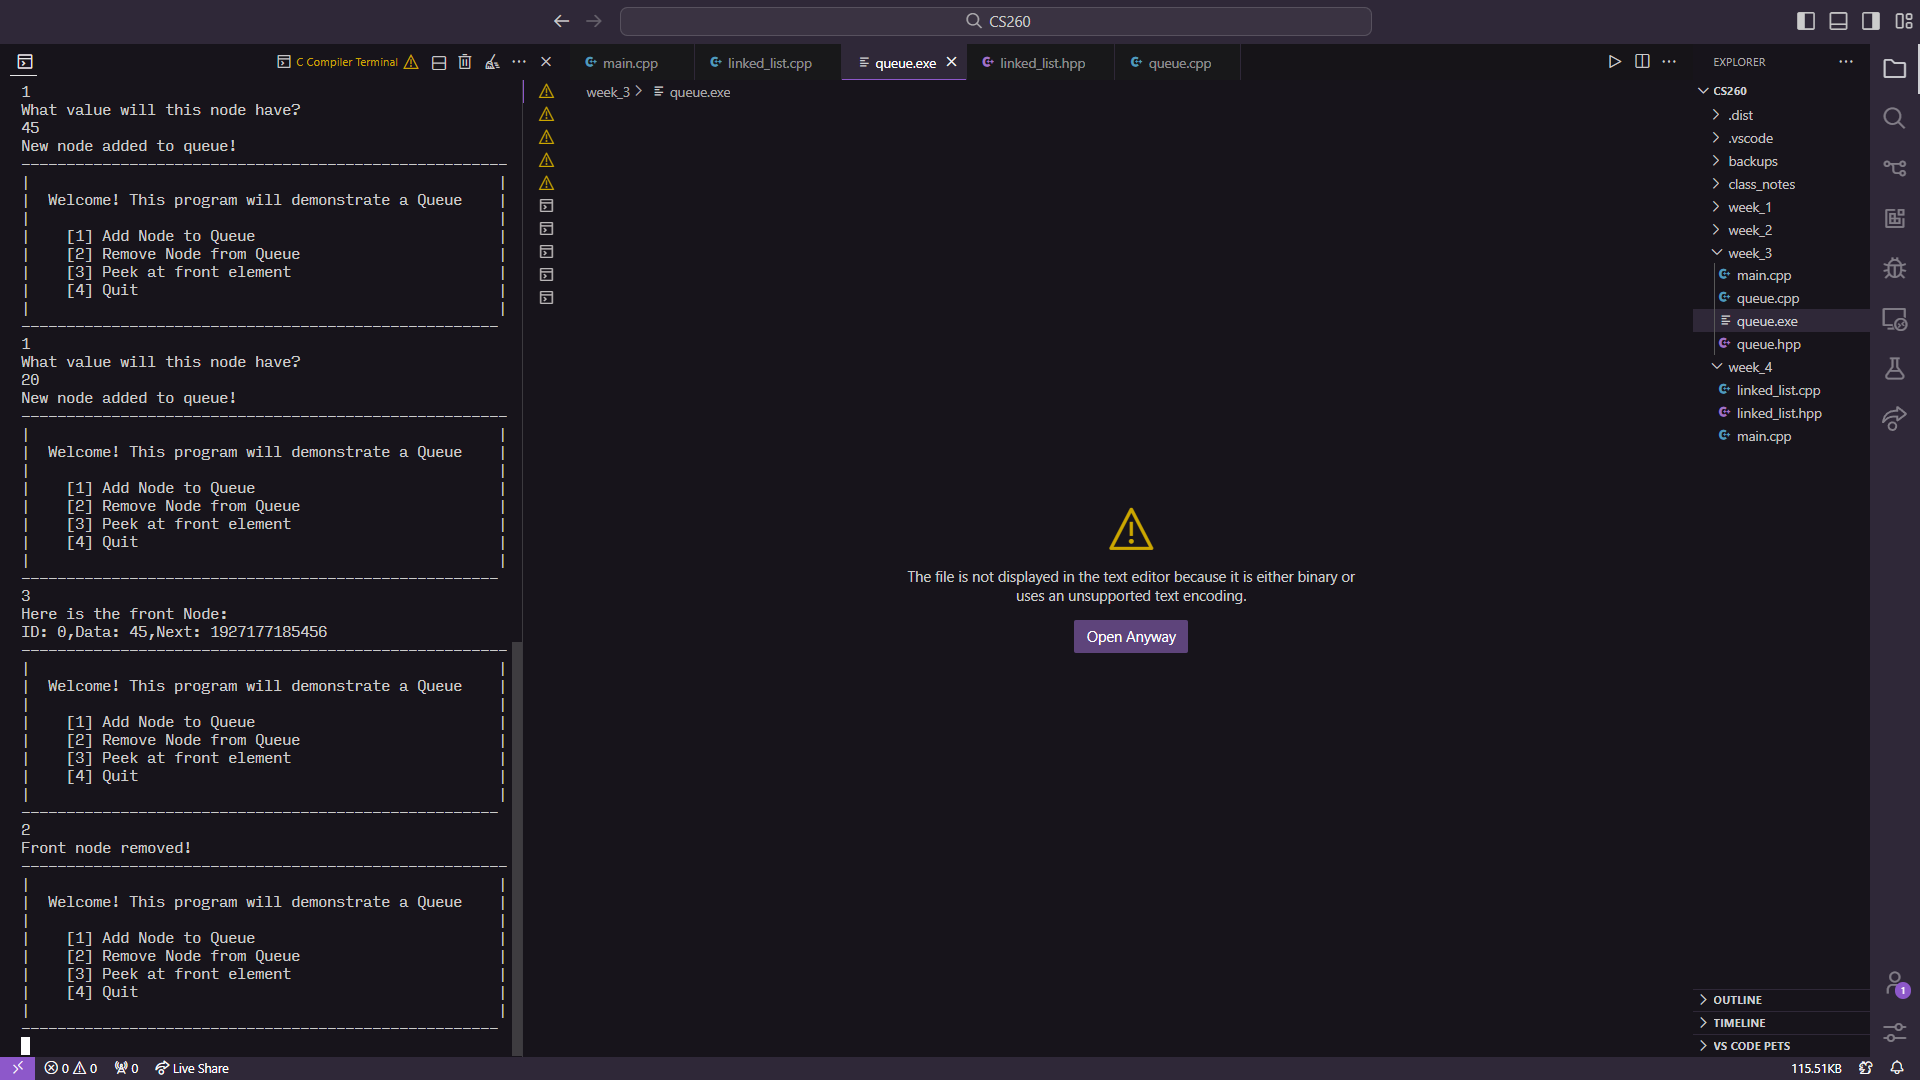 CS260
C Compiler Terminal
main.cpp
linked_list.cpp
queue.exe
linked_list.hpp
queue.cpp
EXPLORER
week_3 > queue.exe
1
What value will this node have?
45
New node added to queue!
-----------------------------------------------------
| |
| Welcome! This program will demonstrate a Queue |
| |
| [1] Add Node to Queue |
| [2] Remove Node from Queue |
| [3] Peek at front element |
| [4] Quit |
| |
-----------------------------------------------------
1
What value will this node have?
20
New node added to queue!
-----------------------------------------------------
| |
| Welcome! This program will demonstrate a Queue |
| |
| [1] Add Node to Queue |
| [2] Remove Node from Queue |
| [3] Peek at front element |
| [4] Quit |
| |
-----------------------------------------------------
3
Here is the front Node:
ID: 0,Data: 45,Next: 1927177185456
-----------------------------------------------------
| |
| Welcome! This program will demonstrate a Queue |
| |
| [1] Add Node to Queue |
| [2] Remove Node from Queue |
| [3] Peek at front element |
| [4] Quit |
| |
-----------------------------------------------------
2
Front node removed!
-----------------------------------------------------
| |
| Welcome! This program will demonstrate a Queue |
| |
| [1] Add Node to Queue |
| [2] Remove Node from Queue |
| [3] Peek at front element |
| [4] Quit |
| |
-----------------------------------------------------
The file is not displayed in the text editor because it is either binary or
uses an unsupported text encoding.
Open Anyway
CS260
.dist
.vscode
backups
class_notes
week_1
week_2
week_3
main.cpp
queue.cpp
queue.exe
queue.hpp
week_4
linked_list.cpp
linked_list.hpp
main.cpp
OUTLINE
TIMELINE
VS CODE PETS
1
0 0 0 Live Share
115.51KB